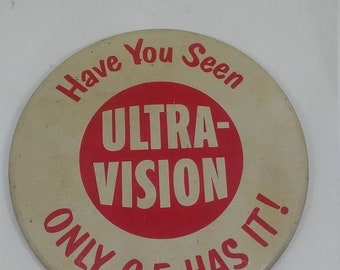 Have You Seen
ULTRA-
VISION
ONLY G.E. HAS IT!